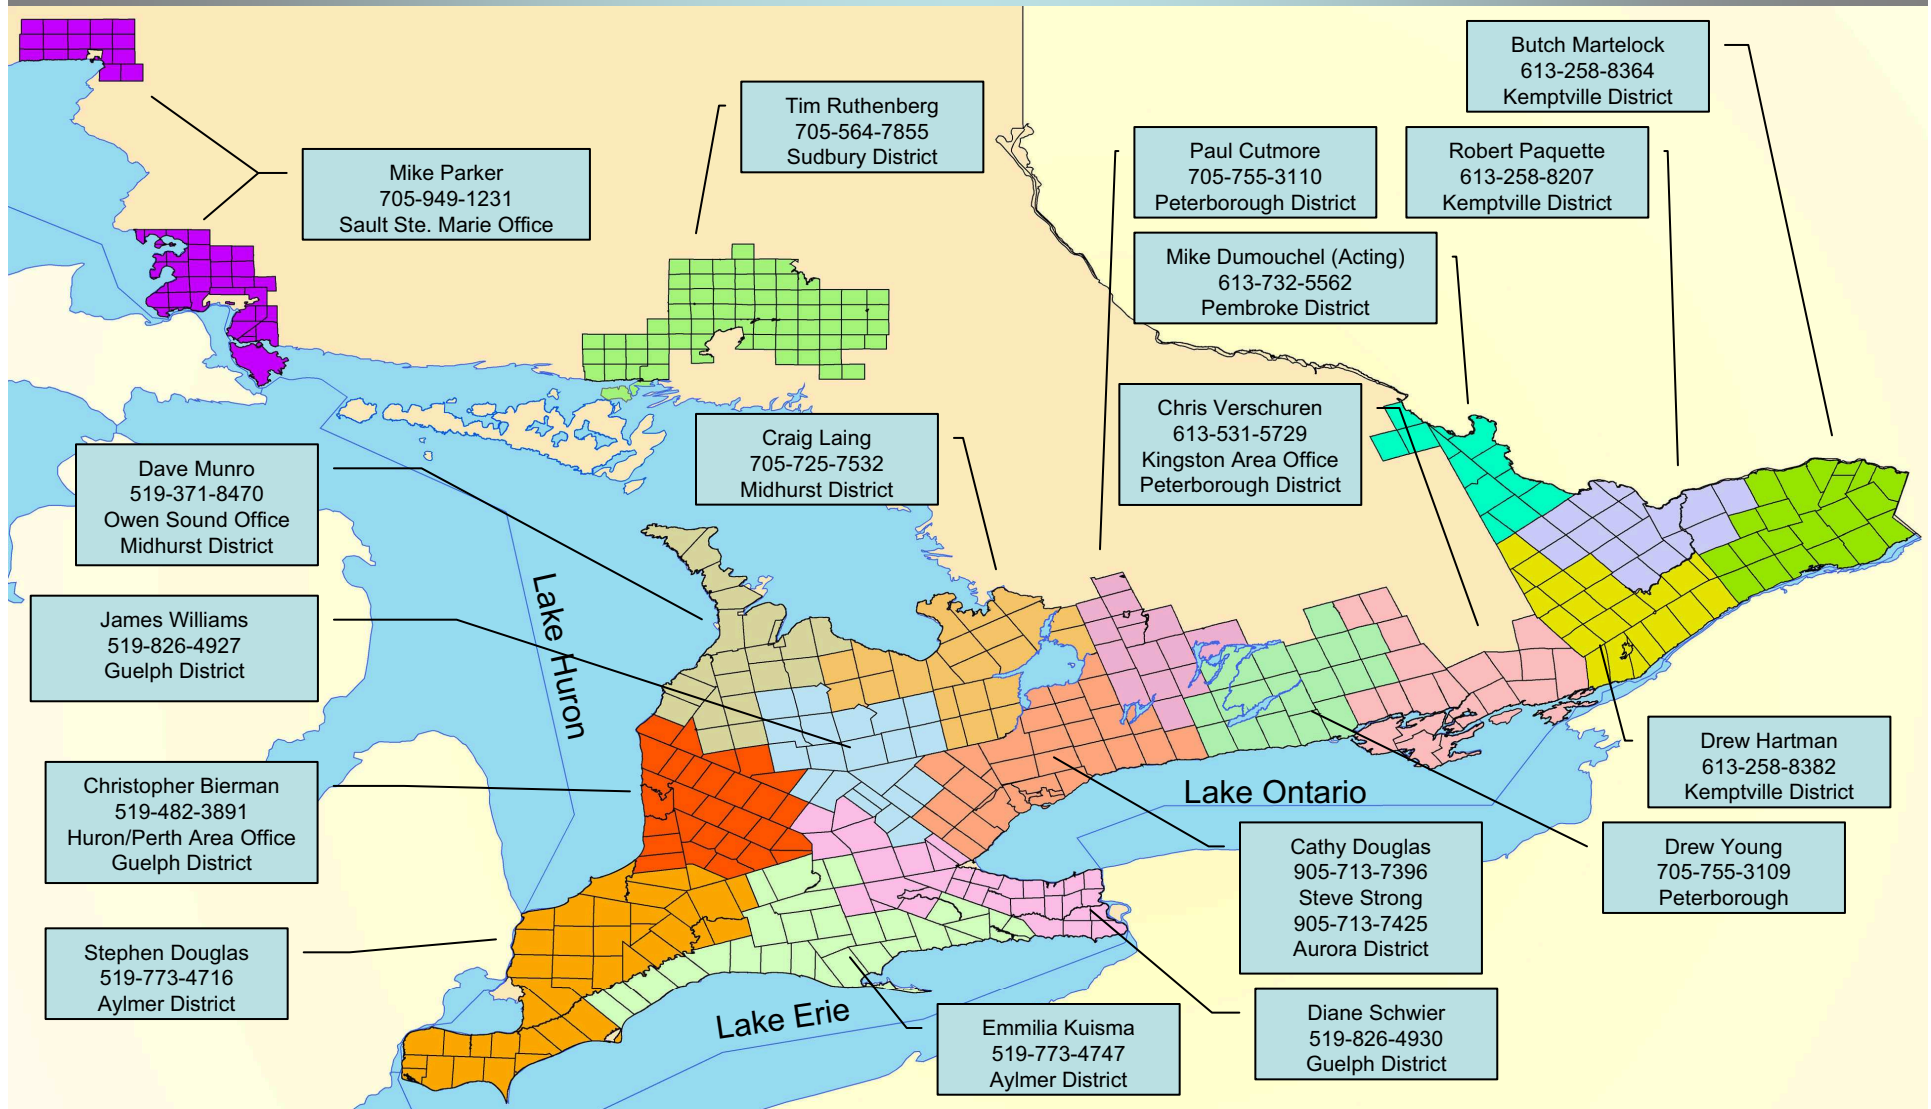 Butch Martelock
613-258-8364
Kemptville District
Tim Ruthenberg
705-564-7855
Sudbury District
Paul Cutmore
705-755-3110
Peterborough District
Robert Paquette
613-258-8207
Kemptville District
Mike Parker
705-949-1231
Sault Ste. Marie Office
Mike Dumouchel (Acting)
613-732-5562
Pembroke District
Chris Verschuren
613-531-5729
Kingston Area Office
Peterborough District
Craig Laing
705-725-7532
Midhurst District
Dave Munro
519-371-8470
Owen Sound Office
Midhurst District
James Williams
519-826-4927
Guelph District
Lake Huron
Christopher Bierman
519-482-3891
Huron/Perth Area Office
Guelph District
Lake Ontario
Drew Hartman
613-258-8382
Kemptville District
Cathy Douglas
905-713-7396
Steve Strong
905-713-7425
Aurora District
Drew Young
705-755-3109
Peterborough
Stephen Douglas
519-773-4716
Aylmer District
Lake Erie
Emmilia Kuisma
519-773-4747
Aylmer District
Diane Schwier
519-826-4930
Guelph District